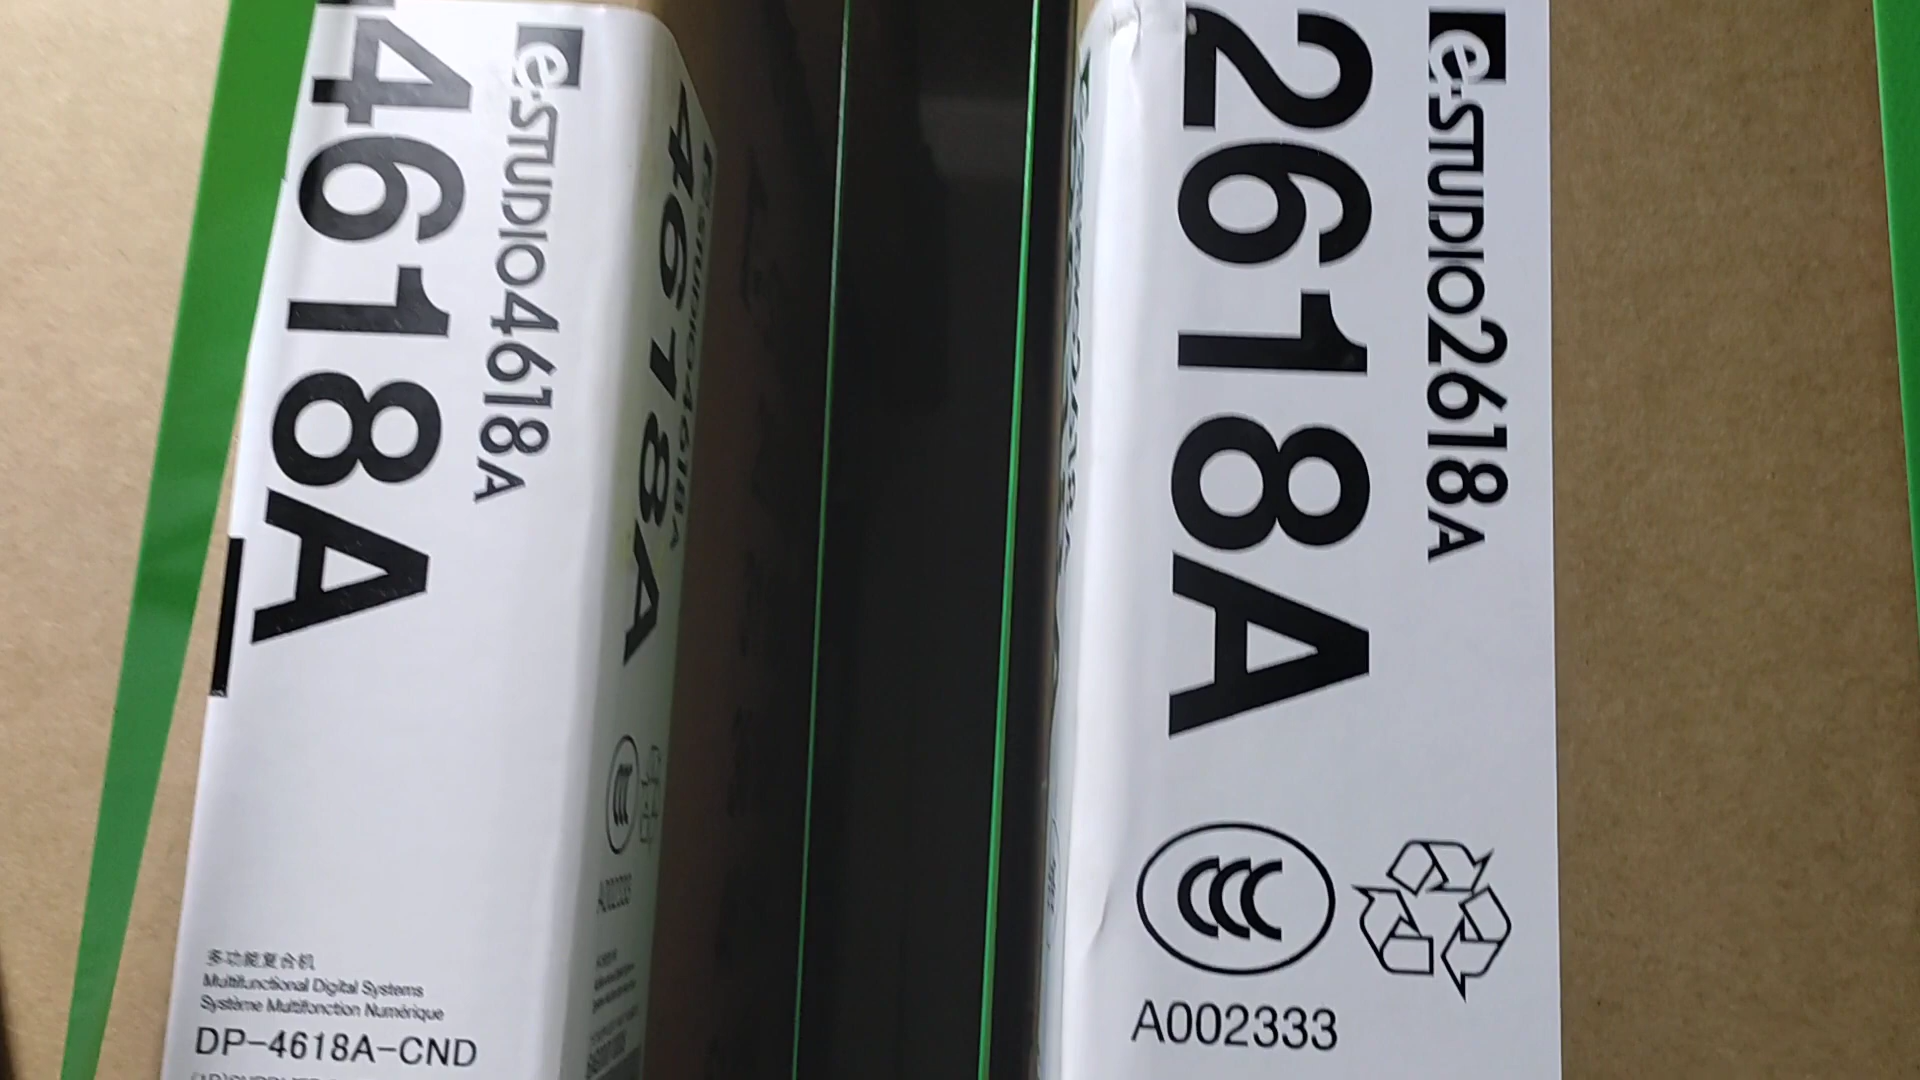 4618A
e-STUDIO4618A
4618A
e-STUDIO4618A
A002333
多功能复合机
Multifunctional Digital Systems
Système Multifonction Numérique
DP-4618A-CND
2618A
e-STUDIO2618A
A002333